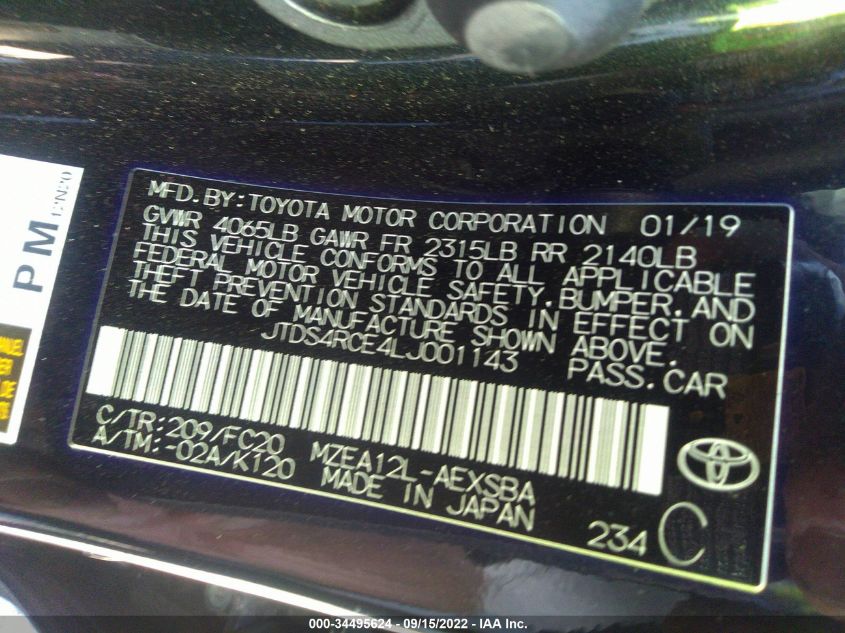 MFD. BY: TOYOTA MOTOR CORPORATION 01/19
GVWR 4065LB GAWR FR 2315LB RR 2140LB
THIS VEHICLE CONFORMS TO ALL APPLICABLE
FEDERAL MOTOR VEHICLE SAFETY, BUMPER, AND
THEFT PREVENTION STANDARDS IN EFFECT ON
THE DATE OF MANUFACTURE SHOWN ABOVE.
JTDS4RCE4LJ001143 PASS. CAR
C/TR: 209/FC20 MZEA12L-AEXSBA
A/TM: -02A/K120 MADE IN JAPAN
234 C
PM
12N20
000-34495624 - 09/15/2022 - IAA Inc.